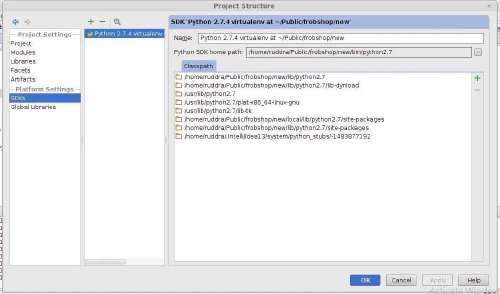 Project Structure
Project Settings
Project
Modules
Libraries
Facets
Artifacts
Platform Settings
SDKs
Global Libraries
Python 2.7.4 virtualenv
SDK 'Python 2.7.4 virtualenv at ~/Public/frobshop/new'
Name: Python 2.7.4 virtualenv at ~/Public/frobshop/new
Python SDK home path: /home/ruddra/Public/frobshop/new/bin/python2.7
Classpath
/home/ruddra/Public/frobshop/new/lib/python2.7
/home/ruddra/Public/frobshop/new/lib/python2.7/lib-dynload
/usr/lib/python2.7
/usr/lib/python2.7/plat-x86_64-linux-gnu
/usr/lib/python2.7/lib-tk
/home/ruddra/Public/frobshop/new/local/lib/python2.7/site-packages
/home/ruddra/Public/frobshop/new/lib/python2.7/site-packages
/home/ruddra/.IntelliJIdea13/system/python_stubs/-1483877192
OK
Cancel
Apply
Help